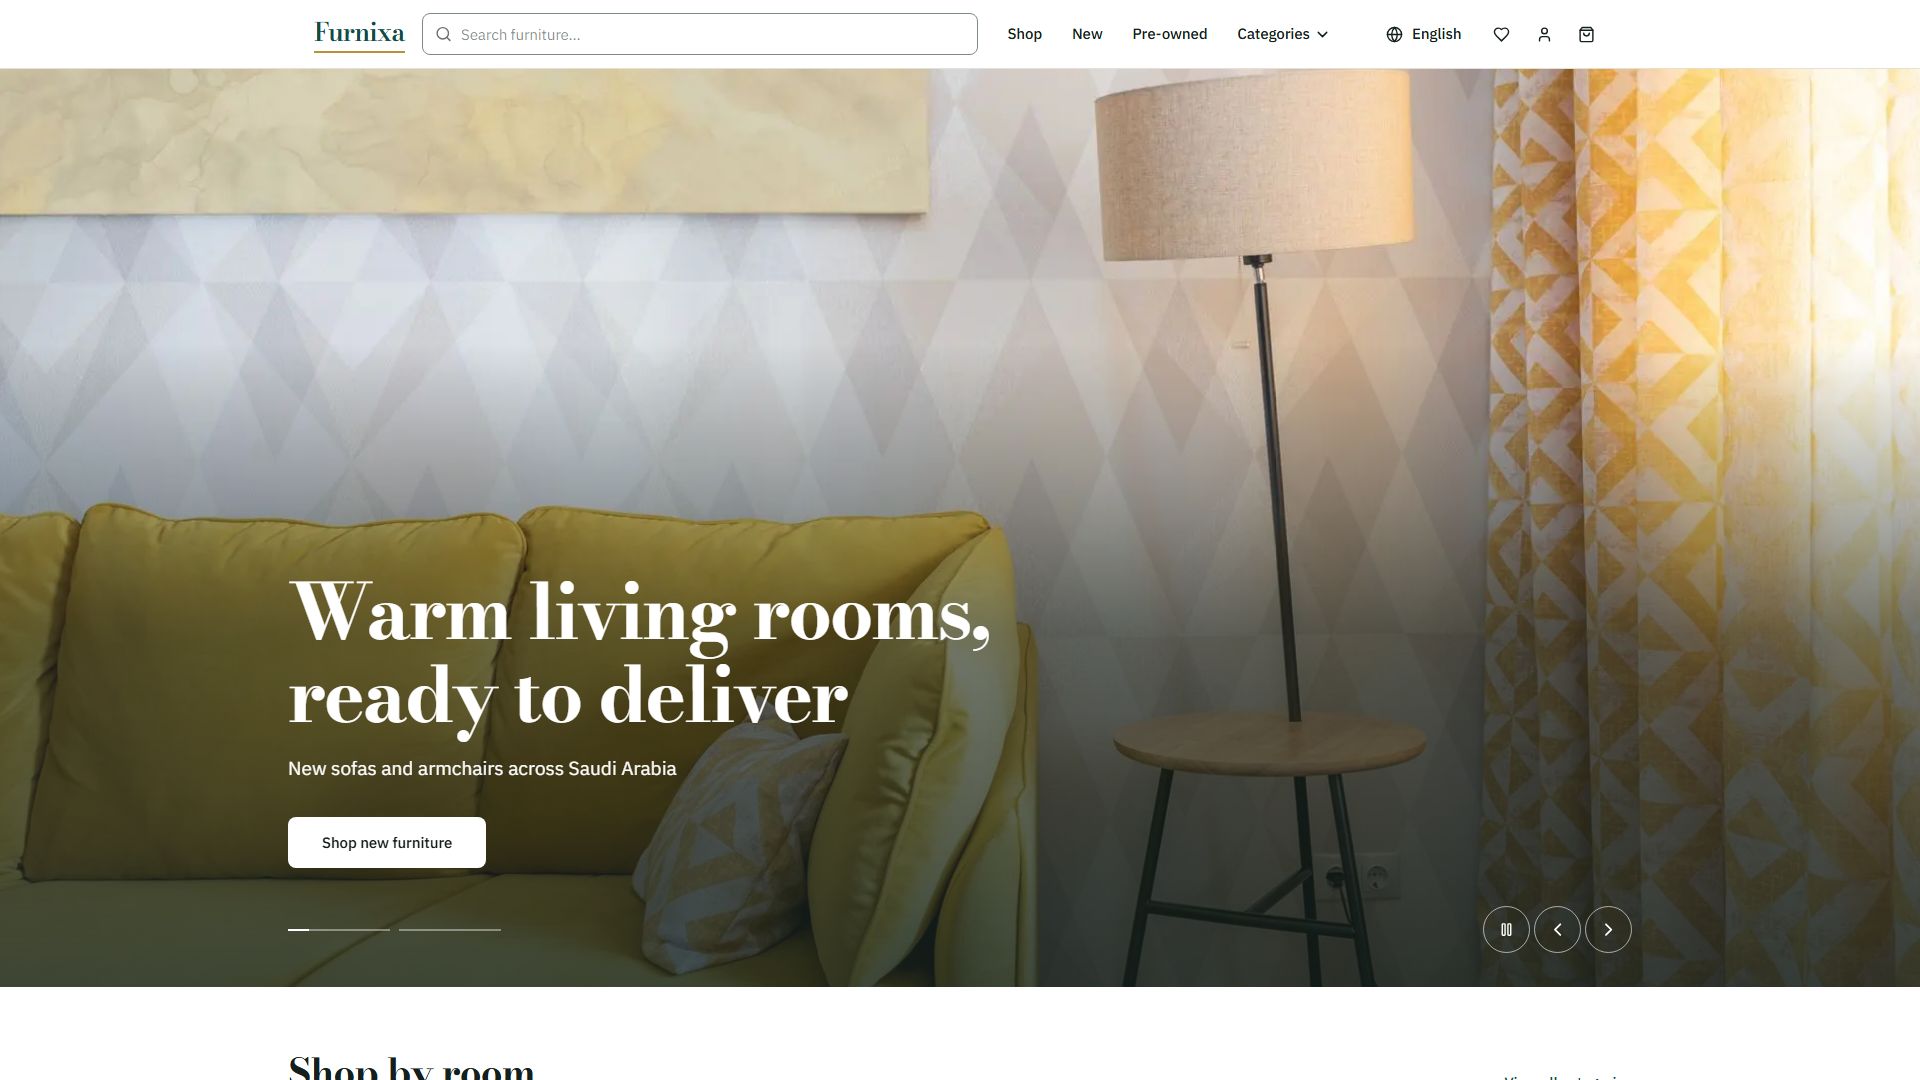 Furnixa
Search furniture...
Shop
New
Pre-owned
Categories
English
Warm living rooms,
ready to deliver
New sofas and armchairs across Saudi Arabia
Shop new furniture
Shop by room